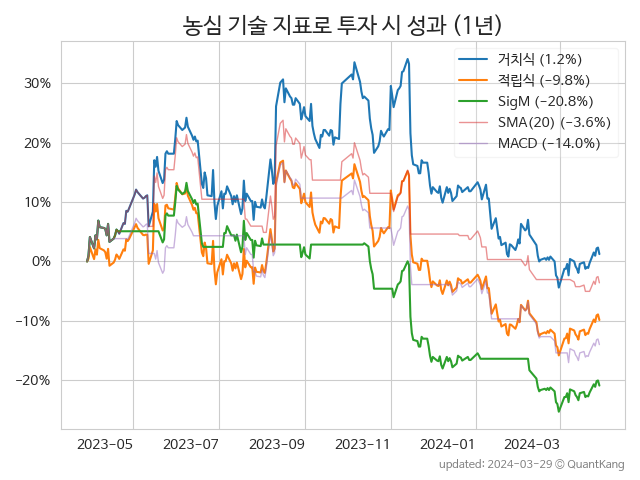 농심 기술 지표로 투자 시 성과 (1년)
거치식 (1.2%)
적립식 (−9.8%)
SigM (−20.8%)
SMA(20) (−3.6%)
MACD (−14.0%)
30%
20%
10%
0%
−10%
−20%
2023−05 2023−07 2023−09 2023−11 2024−01 2024−03
updated: 2024−03−29 © QuantKang